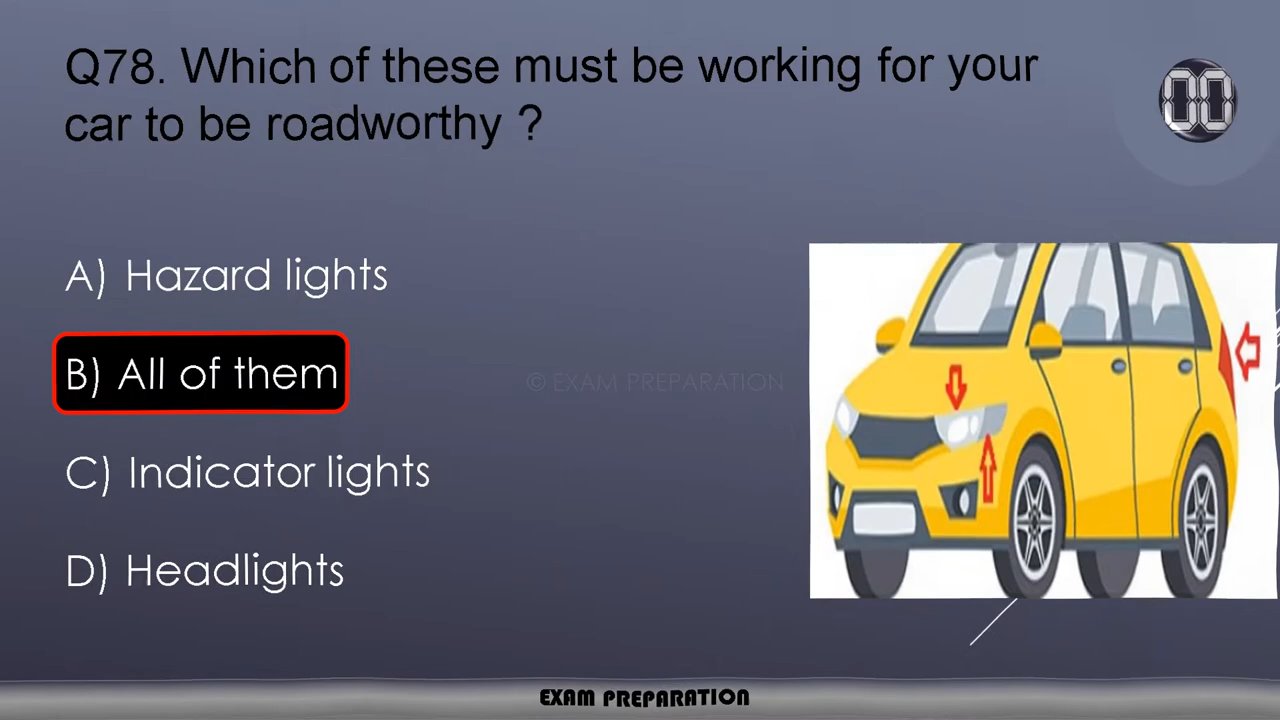 Q78. Which of these must be working for your
car to be roadworthy ?
00
A) Hazard lights
B) All of them
© EXAM PREPARATION
C) Indicator lights
D) Headlights
EXAM PREPARATION